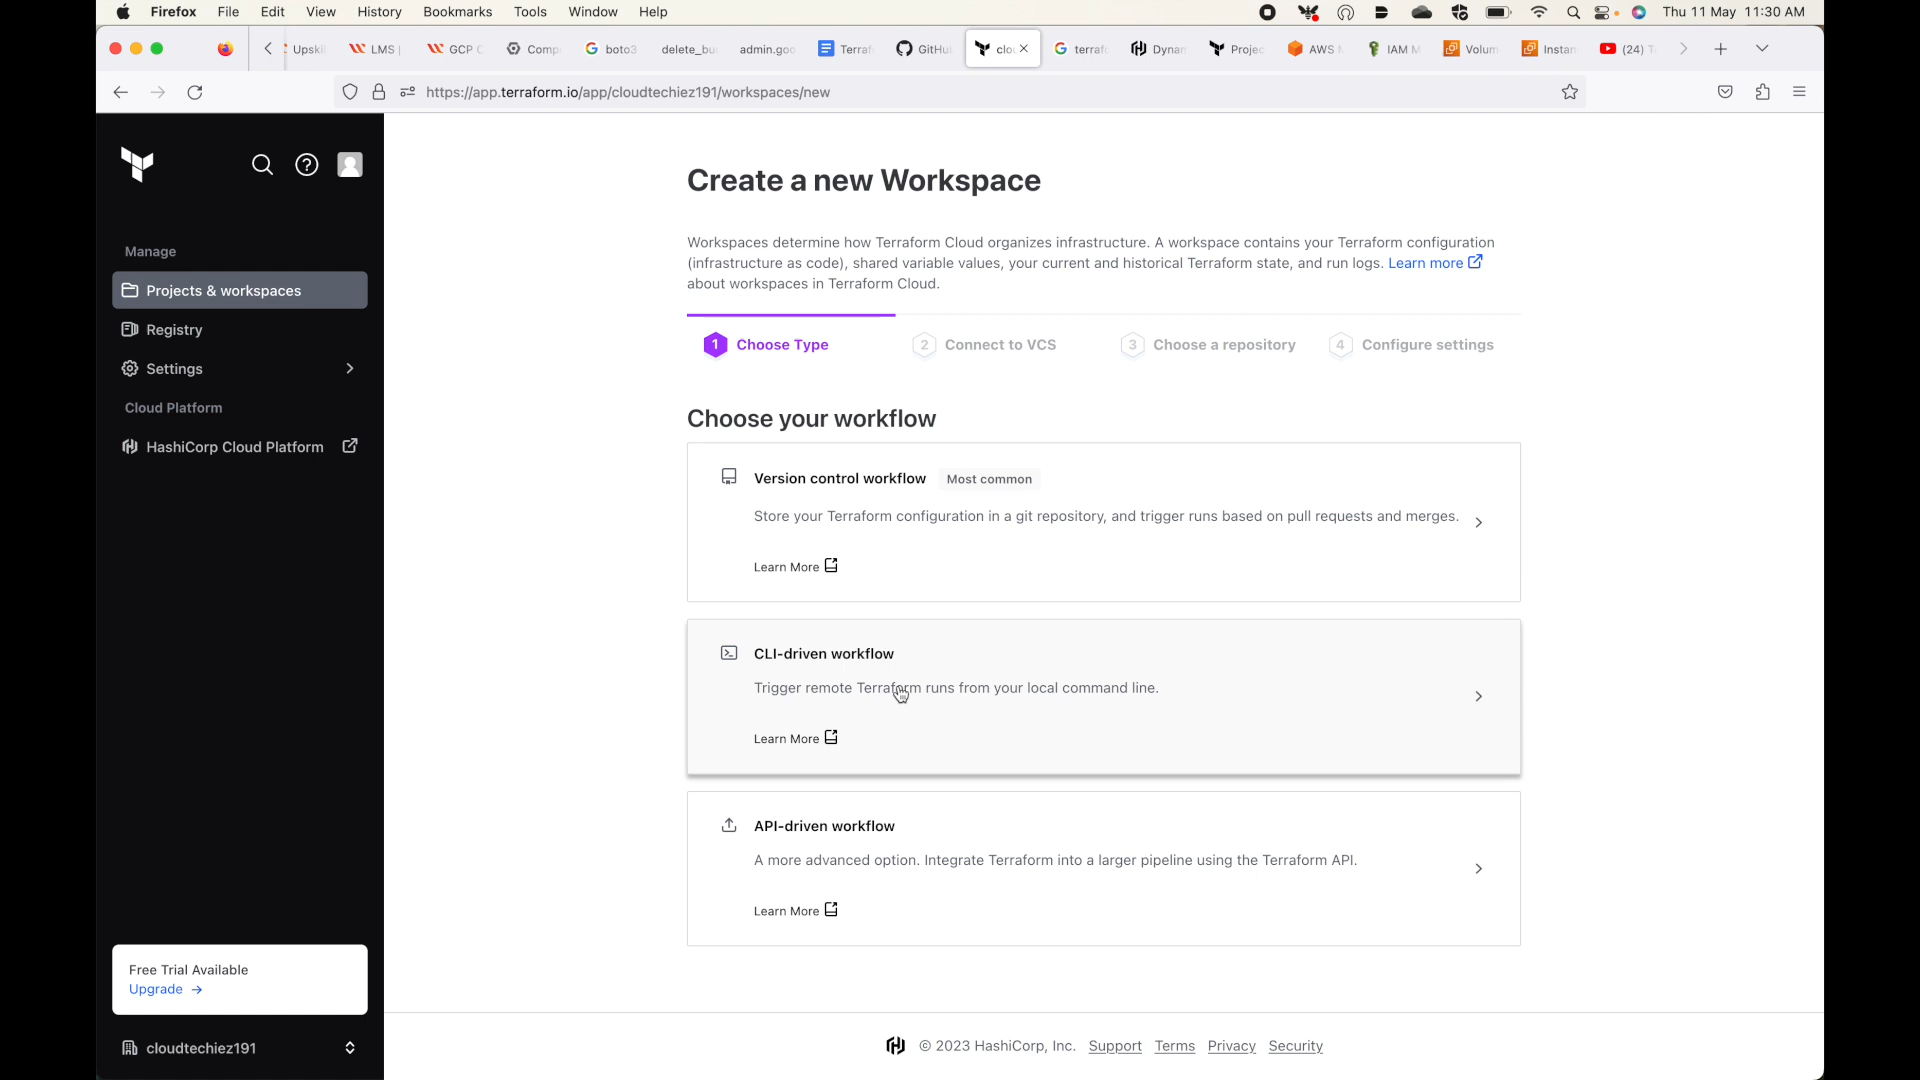 Firefox File Edit View History Bookmarks Tools Window Help Thu 11 May 11:30 AM
Upskil LMS | GCP C Comp boto3 delete_bu admin.goo Terraf GitHu clou terrafo Dynan Projec AWS M IAM M Volum Instan (24) T
https://app.terraform.io/app/cloudtechiez191/workspaces/new
Manage
Projects & workspaces
Registry
Settings
Cloud Platform
HashiCorp Cloud Platform
Free Trial Available
Upgrade →
cloudtechiez191
Create a new Workspace
Workspaces determine how Terraform Cloud organizes infrastructure. A workspace contains your Terraform configuration
(infrastructure as code), shared variable values, your current and historical Terraform state, and run logs. Learn more
about workspaces in Terraform Cloud.
1 Choose Type 2 Connect to VCS 3 Choose a repository 4 Configure settings
Choose your workflow
Version control workflow Most common
Store your Terraform configuration in a git repository, and trigger runs based on pull requests and merges.
Learn More
CLI-driven workflow
Trigger remote Terraform runs from your local command line.
Learn More
API-driven workflow
A more advanced option. Integrate Terraform into a larger pipeline using the Terraform API.
Learn More
© 2023 HashiCorp, Inc. Support Terms Privacy Security